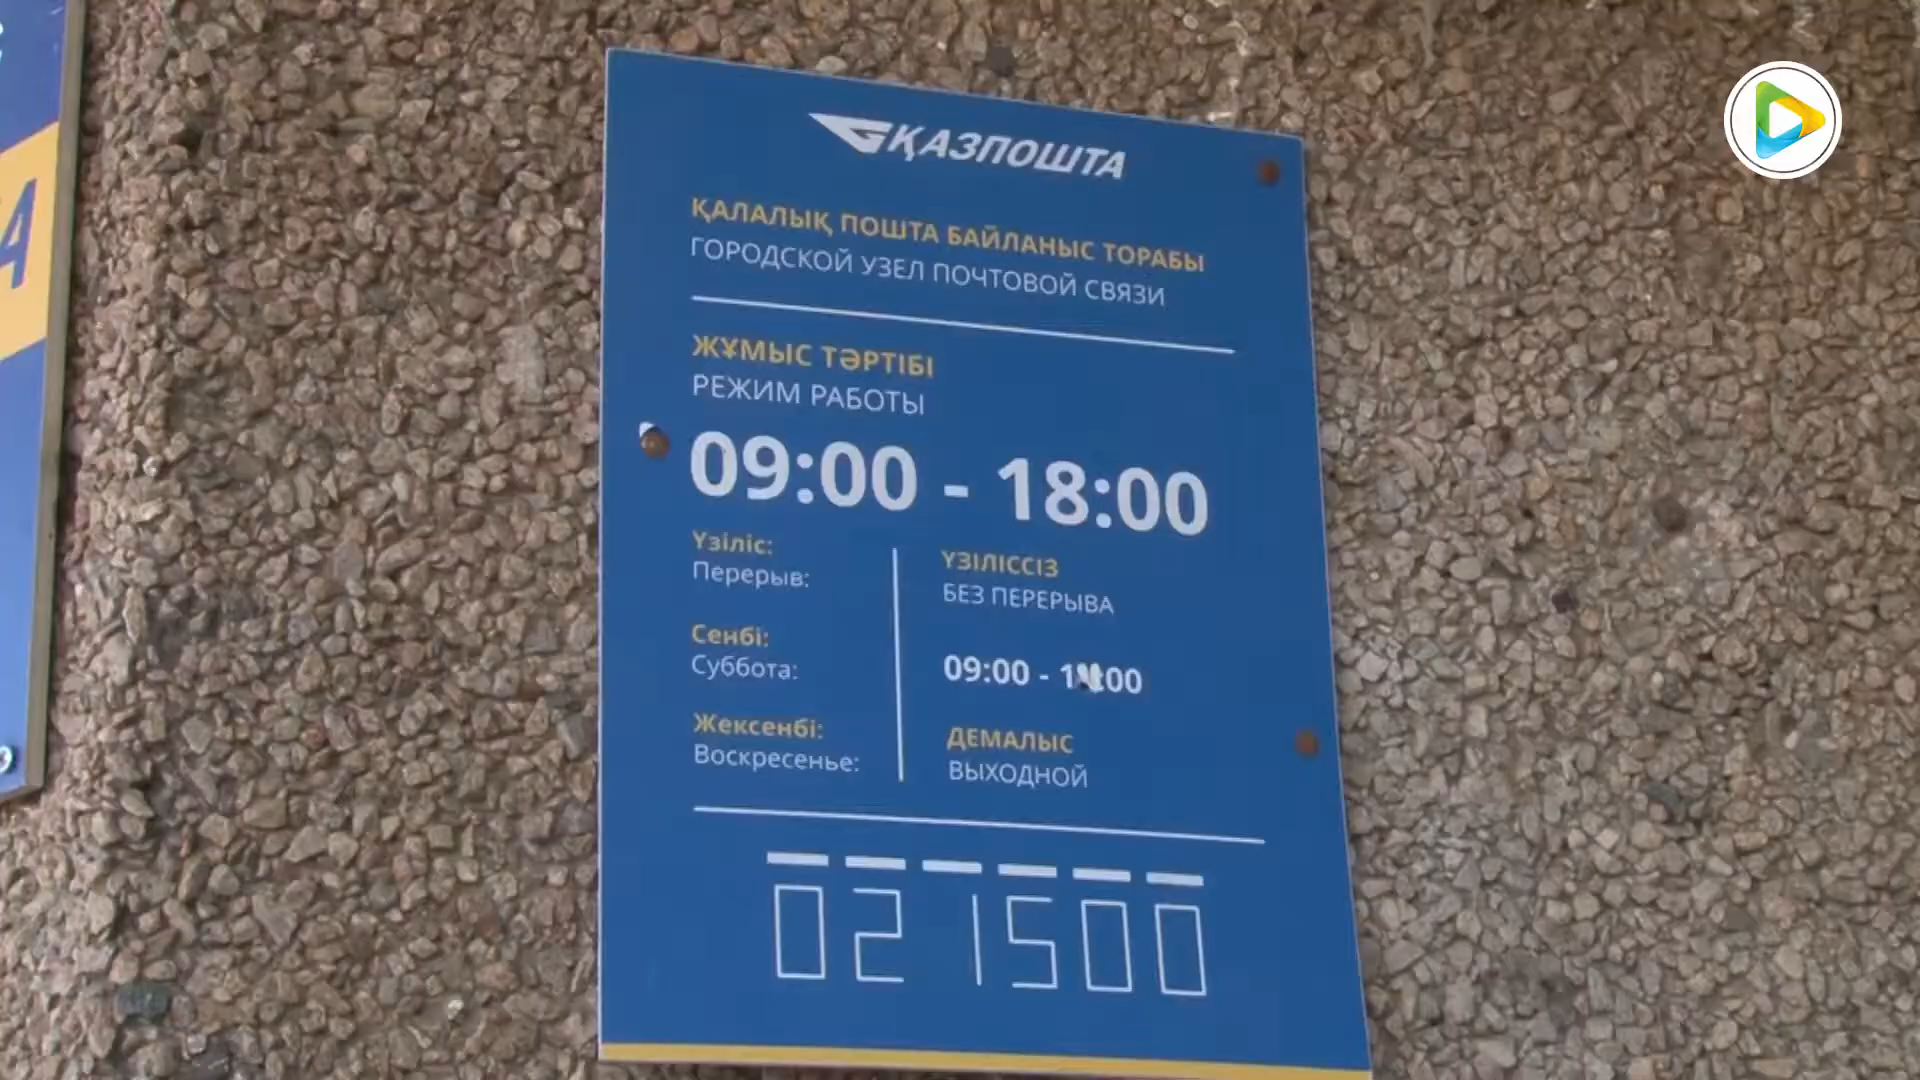 ҚАЗПОШТА
ҚАЛАЛЫҚ ПОШТА БАЙЛАНЫС ТОРАБЫ
ГОРОДСКОЙ УЗЕЛ ПОЧТОВОЙ СВЯЗИ
ЖҰМЫС ТӘРТІБІ
РЕЖИМ РАБОТЫ
09:00 - 18:00
Үзіліс:
Перерыв:
ҮЗІЛІССІЗ
БЕЗ ПЕРЕРЫВА
Сенбі:
Суббота:
09:00 -
Жексенбі:
Воскресенье:
ДЕМАЛЫС
ВЫХОДНОЙ
021500